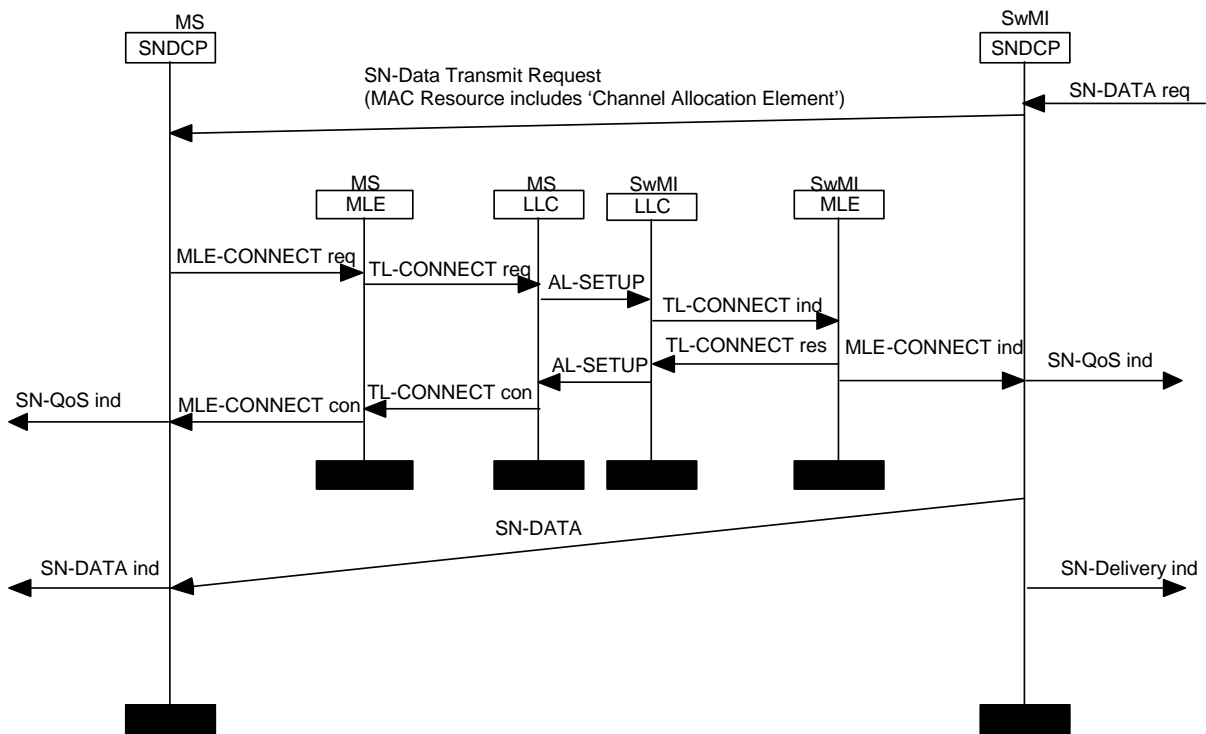 MS
SNDCP
SwMI
SNDCP
SN-Data Transmit Request
(MAC Resource includes ‘Channel Allocation Element’)
SN-DATA req
MS
MLE
MS
LLC
SwMI
LLC
SwMI
MLE
MLE-CONNECT req
TL-CONNECT req
AL-SETUP
TL-CONNECT ind
TL-CONNECT res
MLE-CONNECT ind
SN-QoS ind
AL-SETUP
TL-CONNECT con
MLE-CONNECT con
SN-QoS ind
SN-DATA
SN-DATA ind
SN-Delivery ind